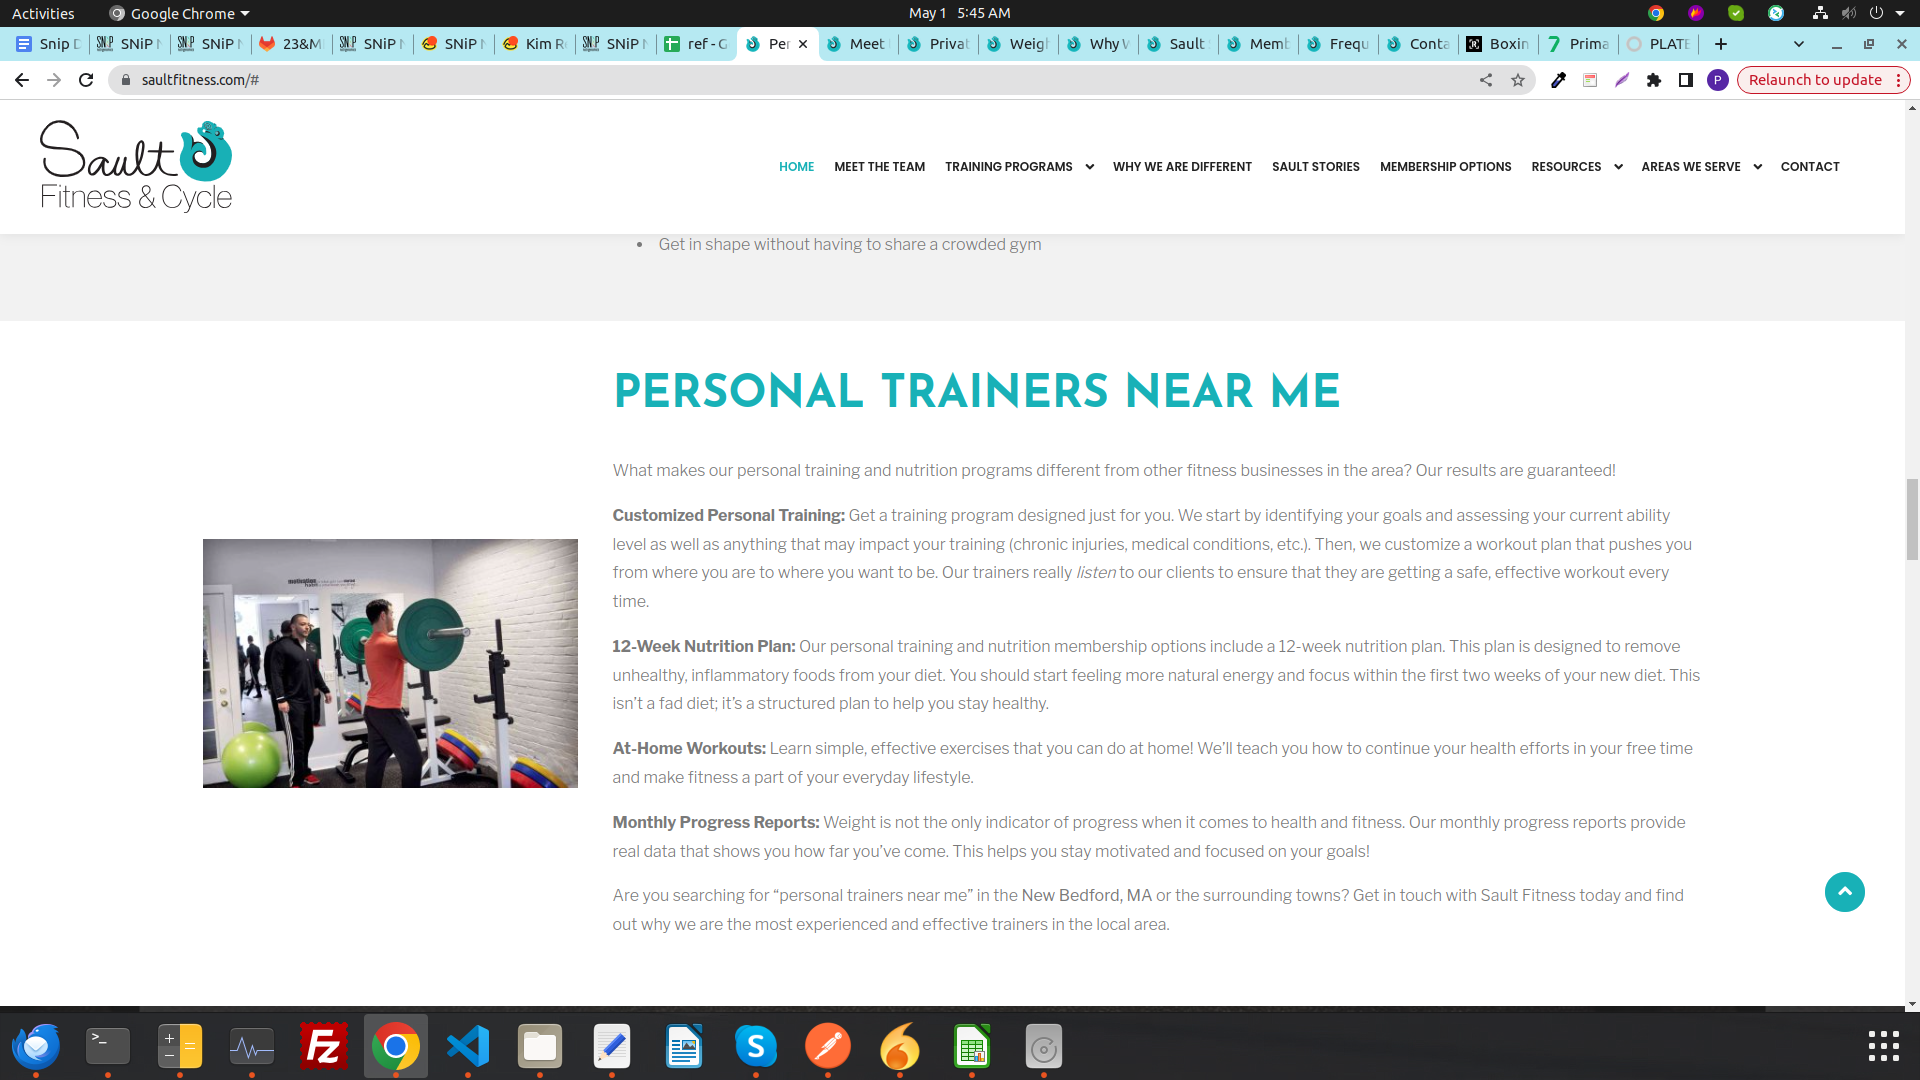 Activities Google Chrome May 1 5:45 AM
Snip D SNiP N SNiP N 23&M SNiP N SNiP N Kim Re SNiP N ref - G Per Meet Privat Weigh Why W Sault Memb Frequ Conta Boxin Prima PLATE
saultfitness.com/# P Relaunch to update
Sault
Fitness & Cycle
HOME MEET THE TEAM TRAINING PROGRAMS WHY WE ARE DIFFERENT SAULT STORIES MEMBERSHIP OPTIONS RESOURCES AREAS WE SERVE CONTACT
• Get in shape without having to share a crowded gym
PERSONAL TRAINERS NEAR ME
What makes our personal training and nutrition programs different from other fitness businesses in the area? Our results are guaranteed!
Customized Personal Training: Get a training program designed just for you. We start by identifying your goals and assessing your current ability
level as well as anything that may impact your training (chronic injuries, medical conditions, etc.). Then, we customize a workout plan that pushes you
from where you are to where you want to be. Our trainers really listen to our clients to ensure that they are getting a safe, effective workout every
time.
12-Week Nutrition Plan: Our personal training and nutrition membership options include a 12-week nutrition plan. This plan is designed to remove
unhealthy, inflammatory foods from your diet. You should start feeling more natural energy and focus within the first two weeks of your new diet. This
isn’t a fad diet; it’s a structured plan to help you stay healthy.
At-Home Workouts: Learn simple, effective exercises that you can do at home! We’ll teach you how to continue your health efforts in your free time
and make fitness a part of your everyday lifestyle.
Monthly Progress Reports: Weight is not the only indicator of progress when it comes to health and fitness. Our monthly progress reports provide
real data that shows you how far you’ve come. This helps you stay motivated and focused on your goals!
Are you searching for “personal trainers near me” in the New Bedford, MA or the surrounding towns? Get in touch with Sault Fitness today and find
out why we are the most experienced and effective trainers in the local area.
motivation